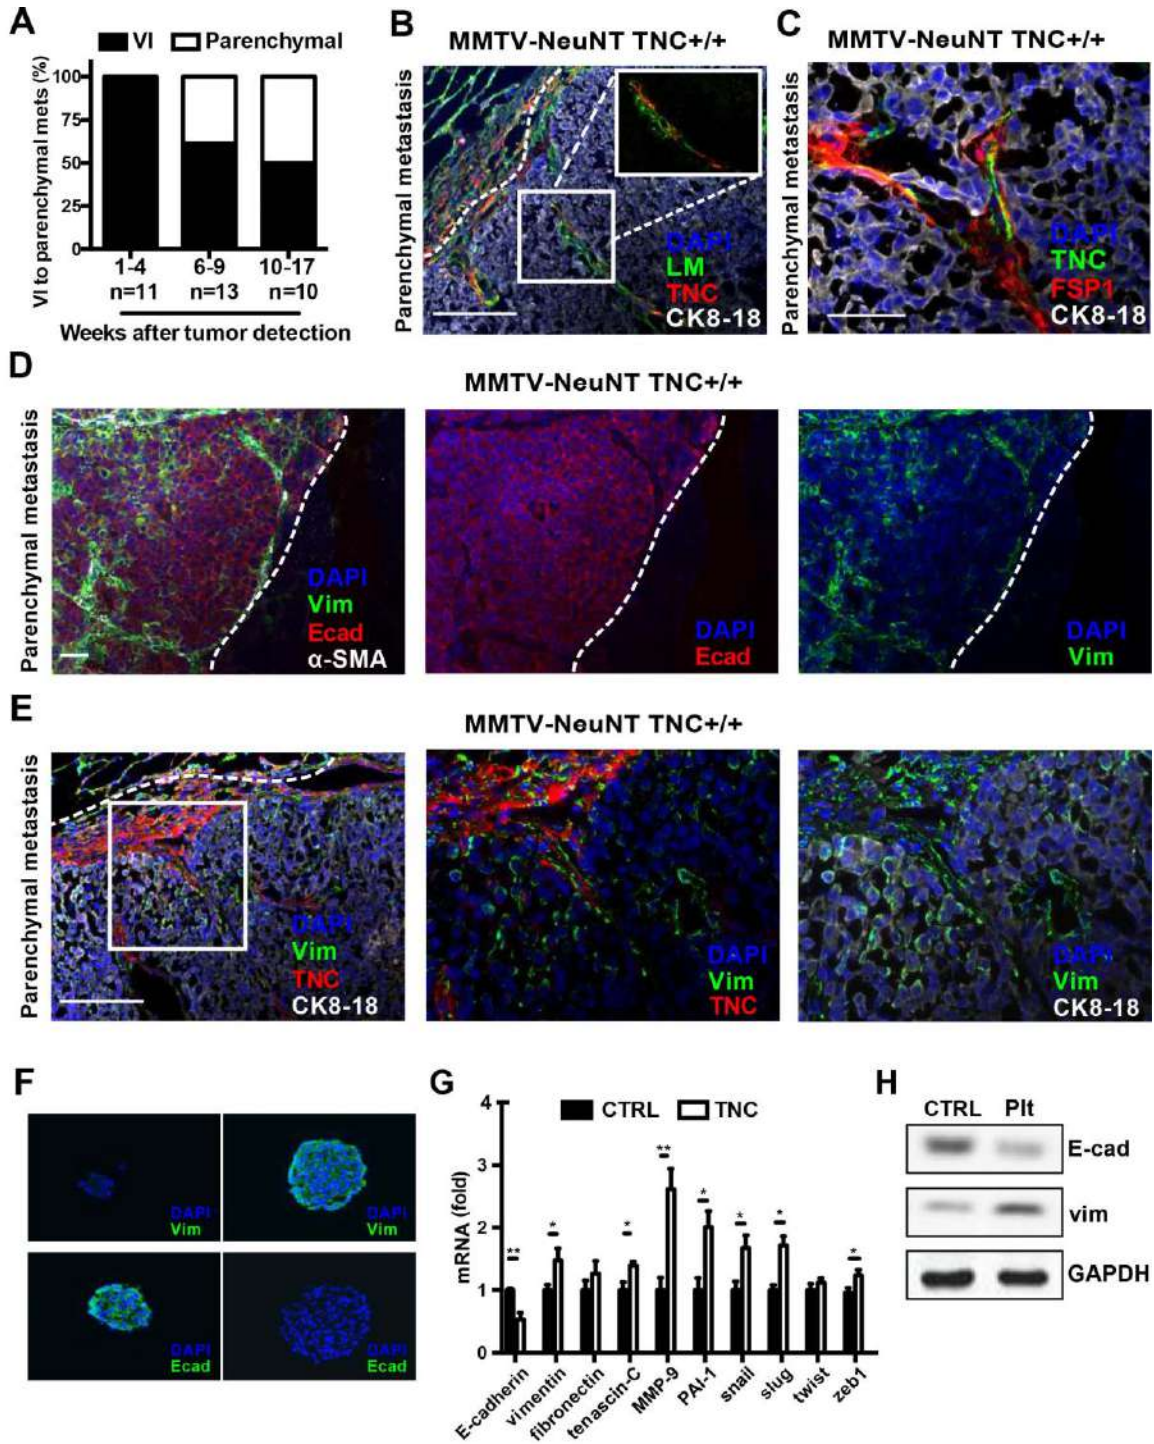 A
VI Parenchymal
VI to parenchymal mets (%)
100
75
50
25
0
1-4 6-9 10-17
n=11 n=13 n=10
Weeks after tumor detection
B
MMTV-NeuNT TNC+/+
Parenchymal metastasis
DAPI
LM
TNC
CK8-18
C
MMTV-NeuNT TNC+/+
Parenchymal metastasis
DAPI
TNC
FSP1
CK8-18
D
MMTV-NeuNT TNC+/+
Parenchymal metastasis
DAPI
Vim
Ecad
α-SMA
DAPI
Ecad
DAPI
Vim
E
MMTV-NeuNT TNC+/+
Parenchymal metastasis
DAPI
Vim
TNC
CK8-18
DAPI
Vim
TNC
DAPI
Vim
CK8-18
F
DAPI
Vim
DAPI
Vim
DAPI
Ecad
DAPI
Ecad
G
CTRL TNC
mRNA (fold)
4
3
2
1
0
** * * ** * * * *
E-cadherin
vimentin
fibronectin
tenascin-C
MMP-9
PAI-1
snail
slug
twist
zeb1
H
CTRL Plt
E-cad
vim
GAPDH